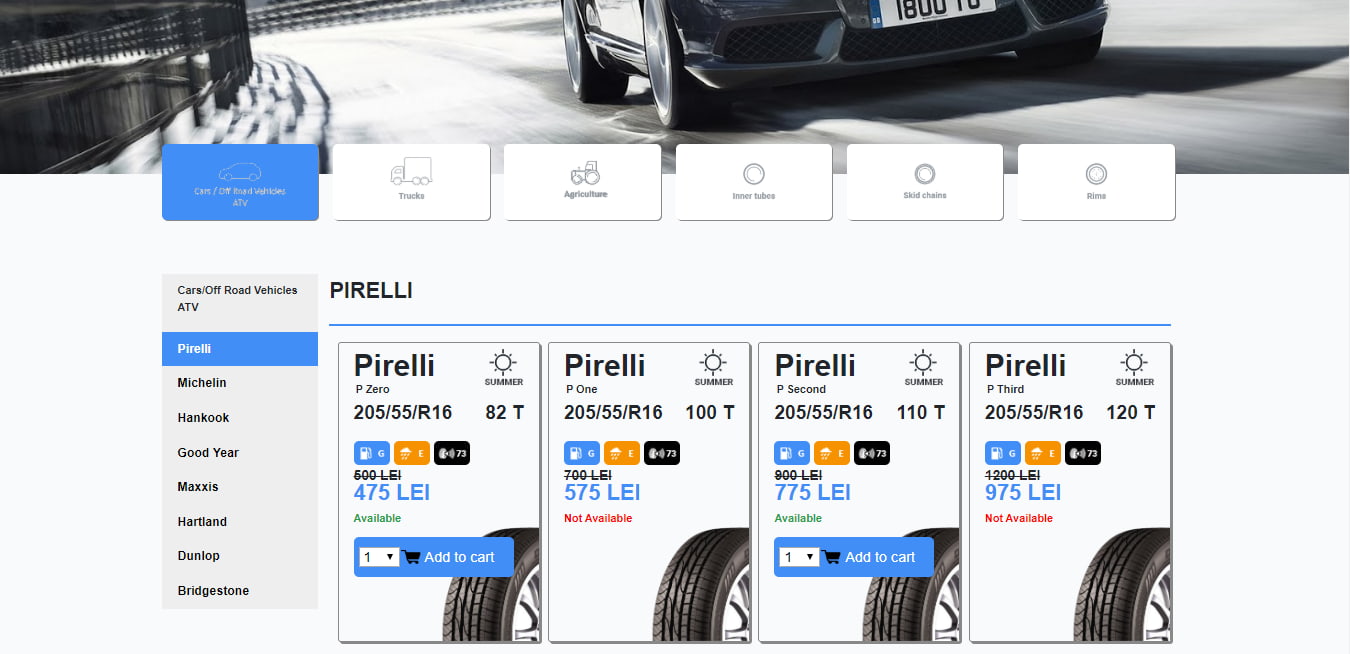 1800 TU
Cars / Off Road Vehicles
ATV
Trucks
Agriculture
Inner tubes
Skid chains
Rims
Cars/Off Road Vehicles
ATV
Pirelli
Michelin
Hankook
Good Year
Maxxis
Hartland
Dunlop
Bridgestone
PIRELLI
Pirelli
SUMMER
P Zero
205/55/R16 82 T
G E 73
500 LEI
475 LEI
Available
1 Add to cart
Pirelli
SUMMER
P One
205/55/R16 100 T
G E 73
700 LEI
575 LEI
Not Available
Pirelli
SUMMER
P Second
205/55/R16 110 T
G E 73
900 LEI
775 LEI
Available
1 Add to cart
Pirelli
SUMMER
P Third
205/55/R16 120 T
G E 73
1200 LEI
975 LEI
Not Available